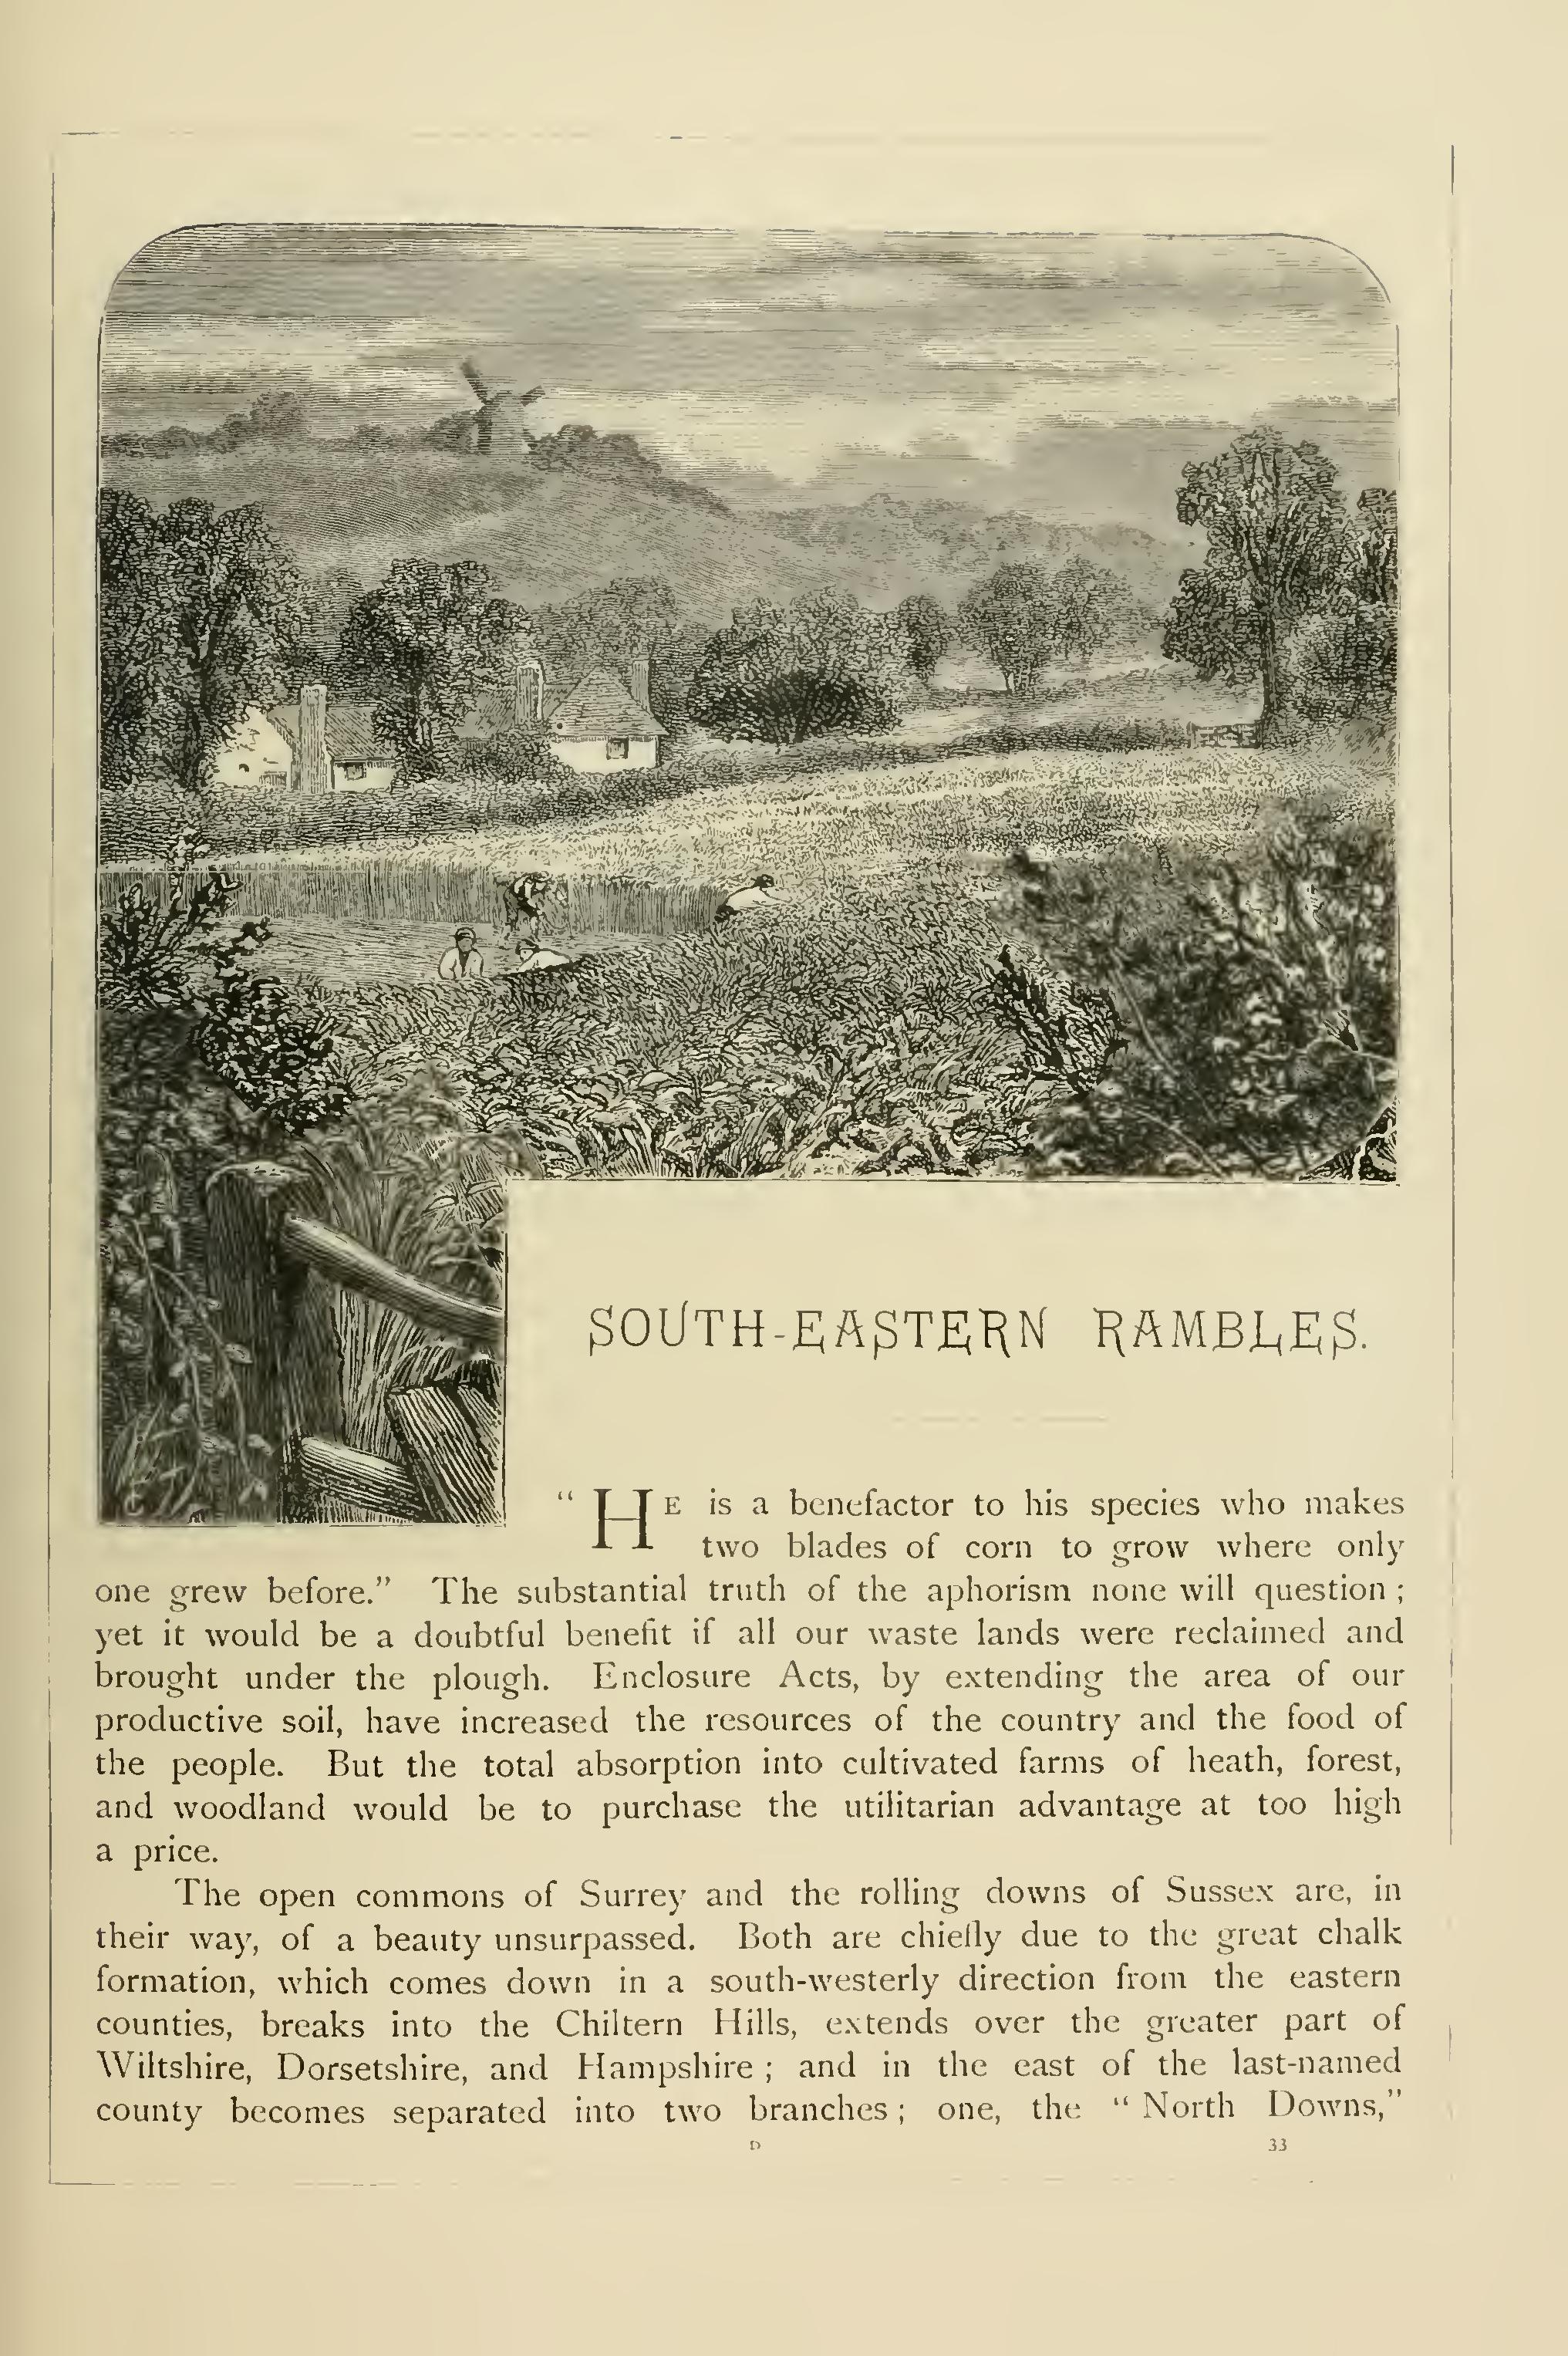 SOUTH-EASTERN RAMBLES.
“HE is a benefactor to his species who makes
two blades of corn to grow where only
one grew before.” The substantial truth of the aphorism none will question ;
yet it would be a doubtful benefit if all our waste lands were reclaimed and
brought under the plough. Enclosure Acts, by extending the area of our
productive soil, have increased the resources of the country and the food of
the people. But the total absorption into cultivated farms of heath, forest,
and woodland would be to purchase the utilitarian advantage at too high
a price.
The open commons of Surrey and the rolling downs of Sussex are, in
their way, of a beauty unsurpassed. Both are chiefly due to the great chalk
formation, which comes down in a south-westerly direction from the eastern
counties, breaks into the Chiltern Hills, extends over the greater part of
Wiltshire, Dorsetshire, and Hampshire ; and in the east of the last-named
county becomes separated into two branches ; one, the “North Downs,”
D 33